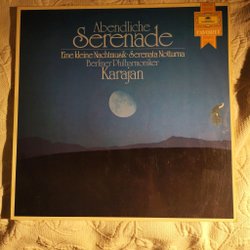 Abendliche
Serenade
Eine kleine Nachtmusik · Serenata Notturna
Berliner Philharmoniker
Karajan